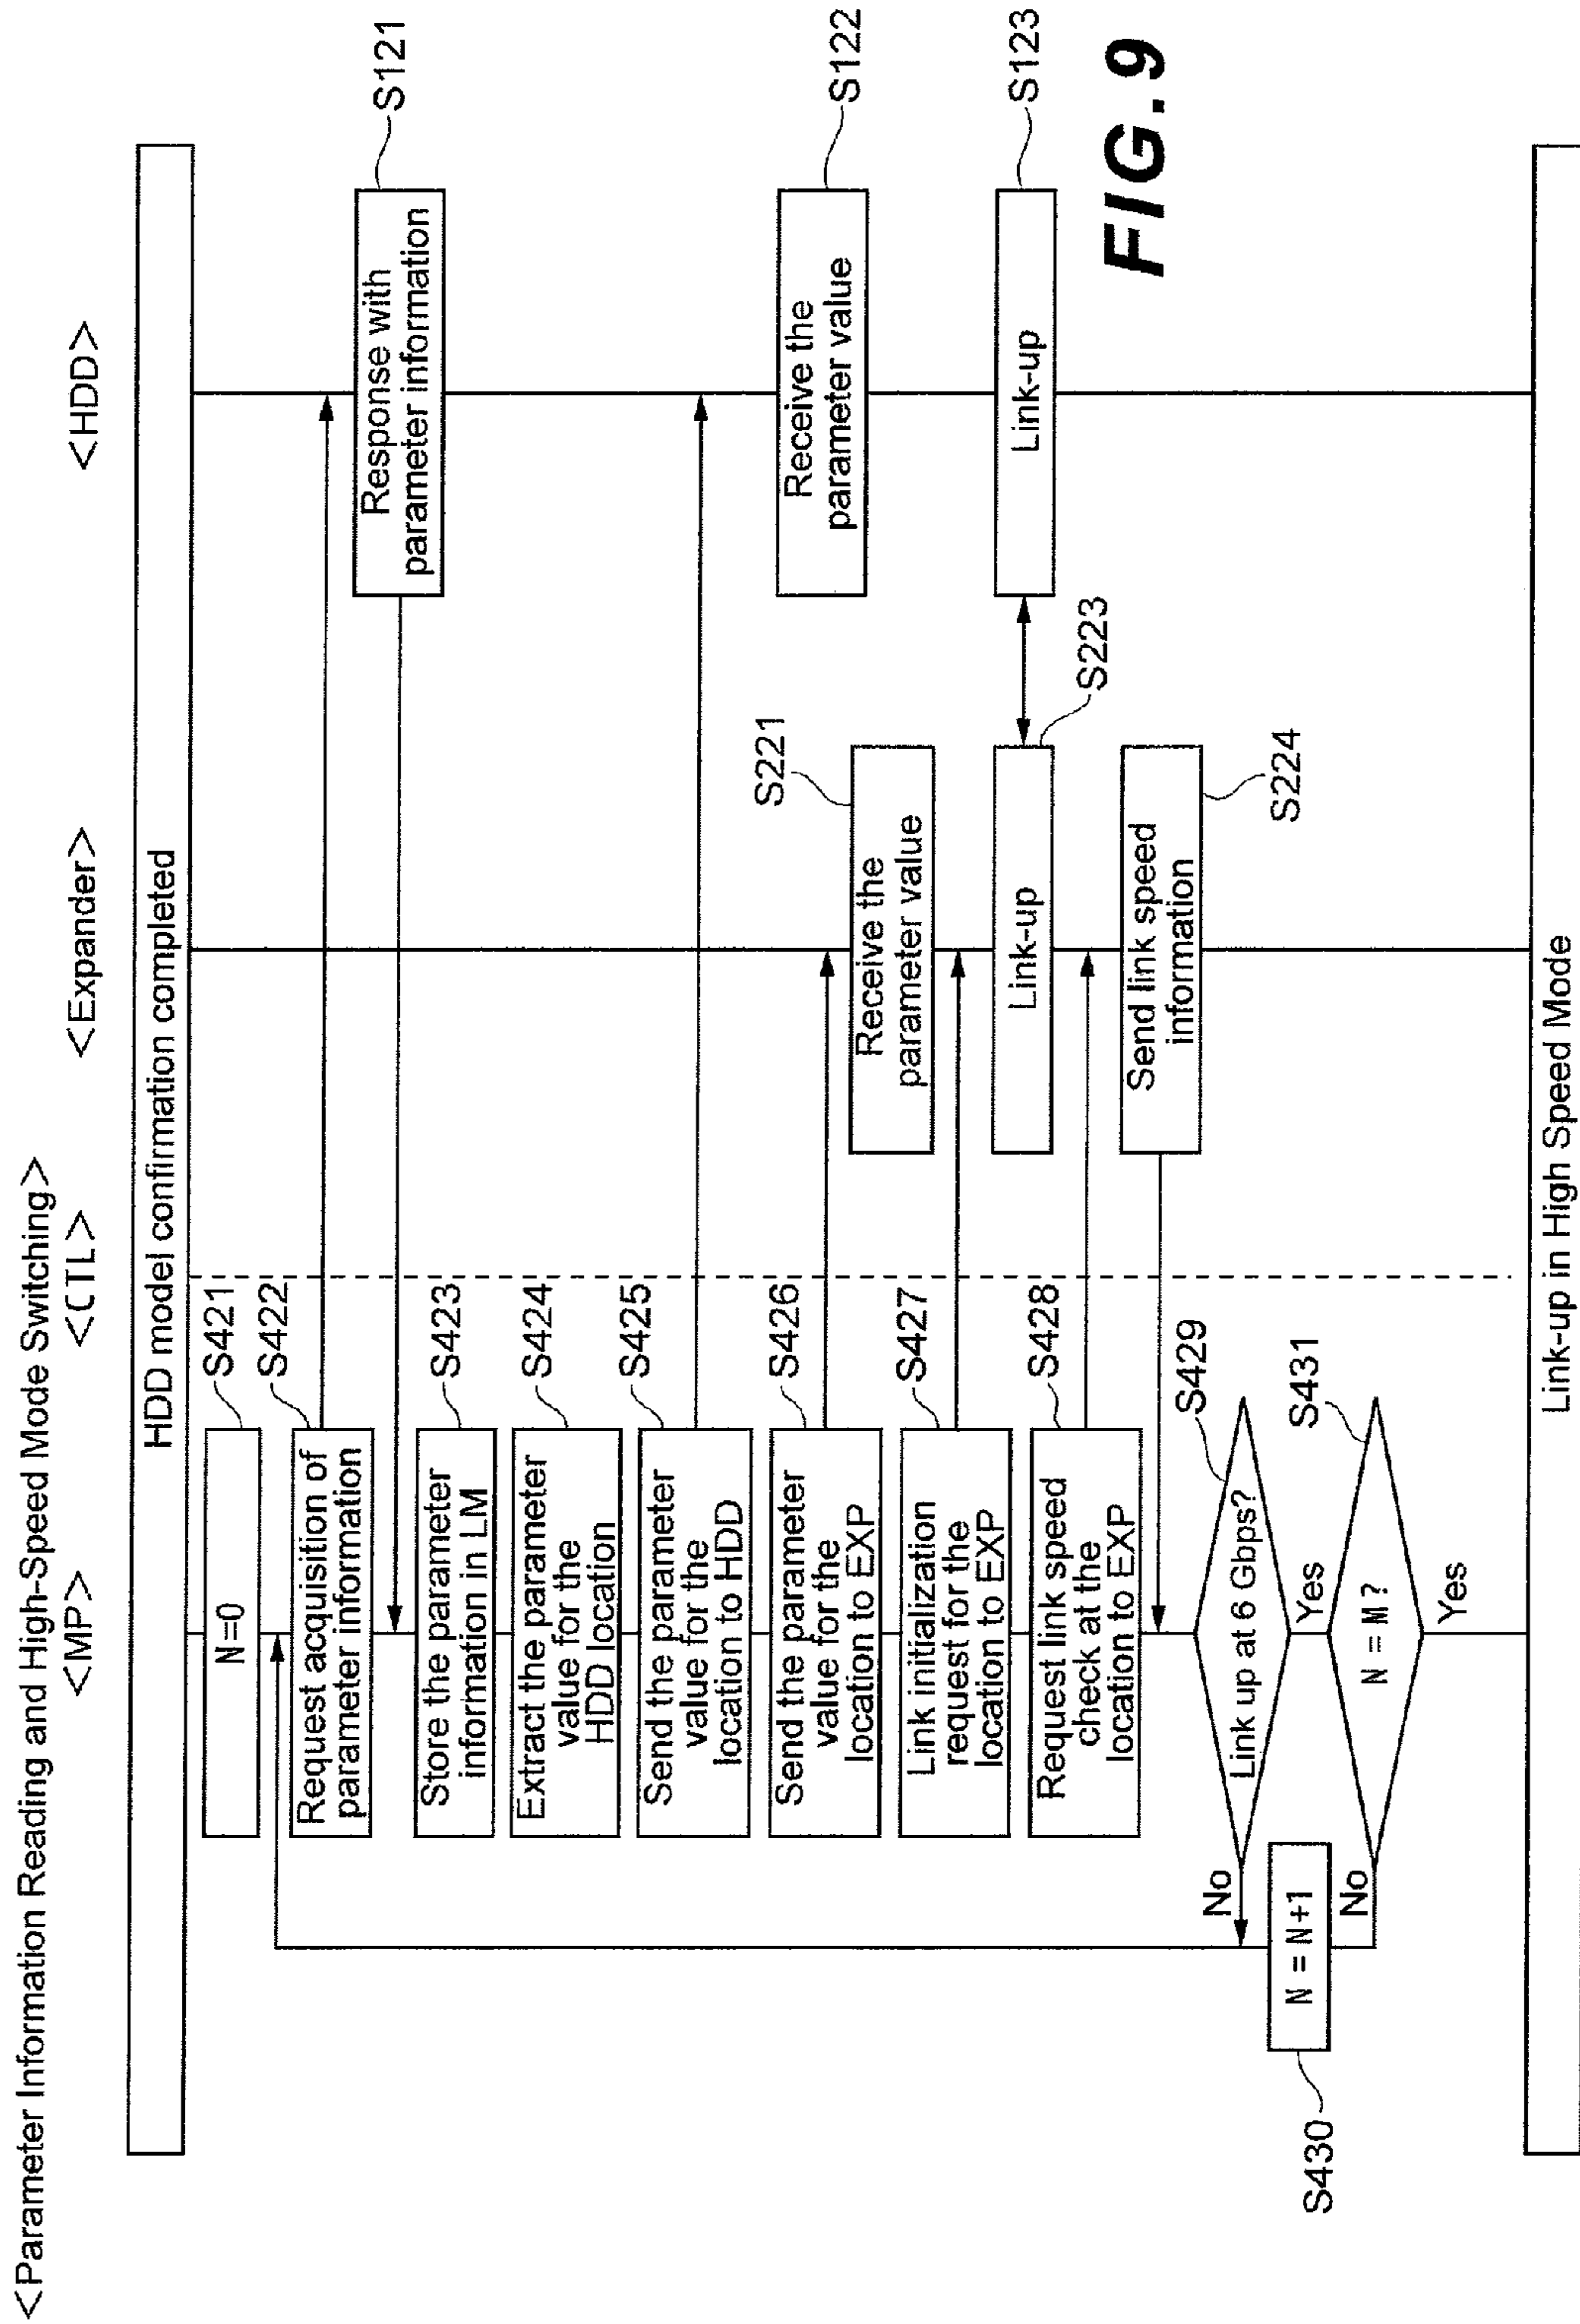 <Parameter Information Reading and High-Speed Mode Switching>
<MP>
<CTL>
<Expander>
<HDD>
HDD model confirmation completed
S421
N=0
S422
Request acquisition of
parameter information
S121
Response with
parameter information
S423
Store the parameter
information in LM
S424
Extract the parameter
value for the
HDD location
S425
Send the parameter
value for the
location to HDD
S122
Receive the
parameter value
S426
Send the parameter
value for the
location to EXP
S221
Receive the
parameter value
S427
Link initialization
request for the
location to EXP
Link-up
S223
Link-up
S123
S428
Request link speed
check at the
location to EXP
Send link speed
information
S224
S429
Link up at 6 Gbps?
No
Yes
S430
N = N+1
S431
N = M?
No
Yes
Link-up in High Speed Mode
FIG.9